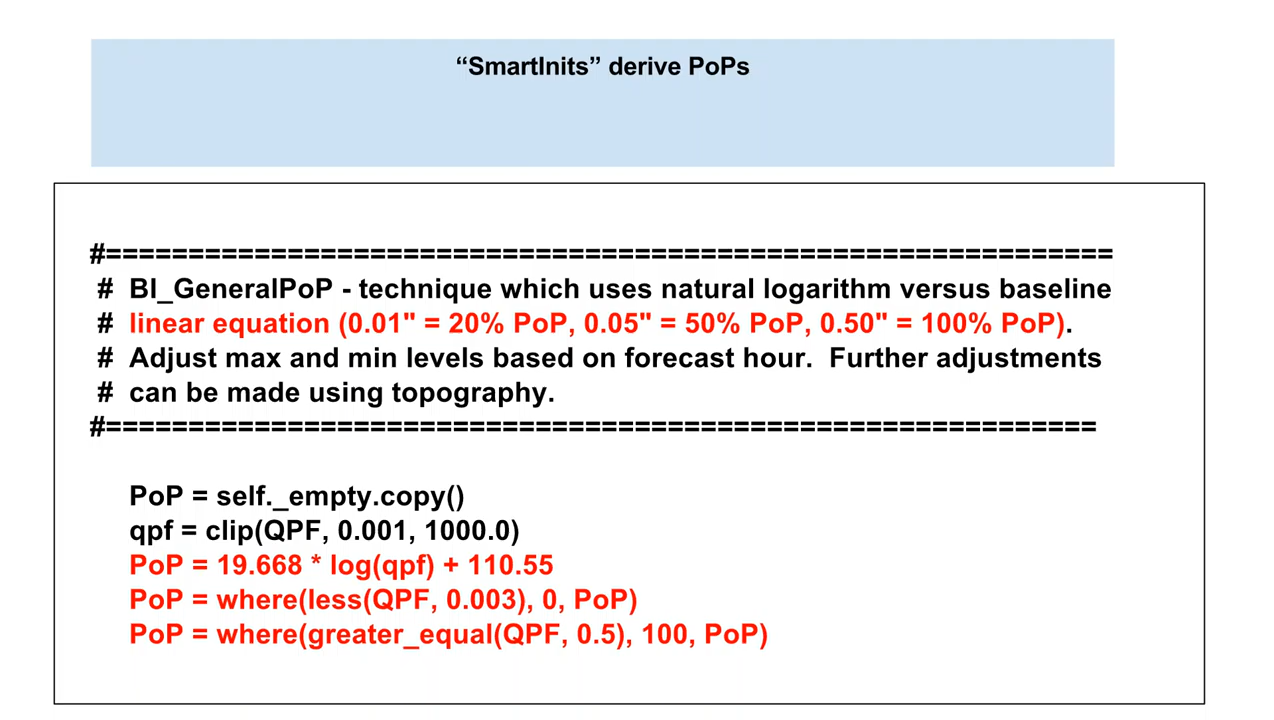 “SmartInits” derive PoPs
#=============================================================
# BI_GeneralPoP - technique which uses natural logarithm versus baseline
# linear equation (0.01" = 20% PoP, 0.05" = 50% PoP, 0.50" = 100% PoP).
# Adjust max and min levels based on forecast hour. Further adjustments
# can be made using topography.
#============================================================
PoP = self._empty.copy()
qpf = clip(QPF, 0.001, 1000.0)
PoP = 19.668 * log(qpf) + 110.55
PoP = where(less(QPF, 0.003), 0, PoP)
PoP = where(greater_equal(QPF, 0.5), 100, PoP)